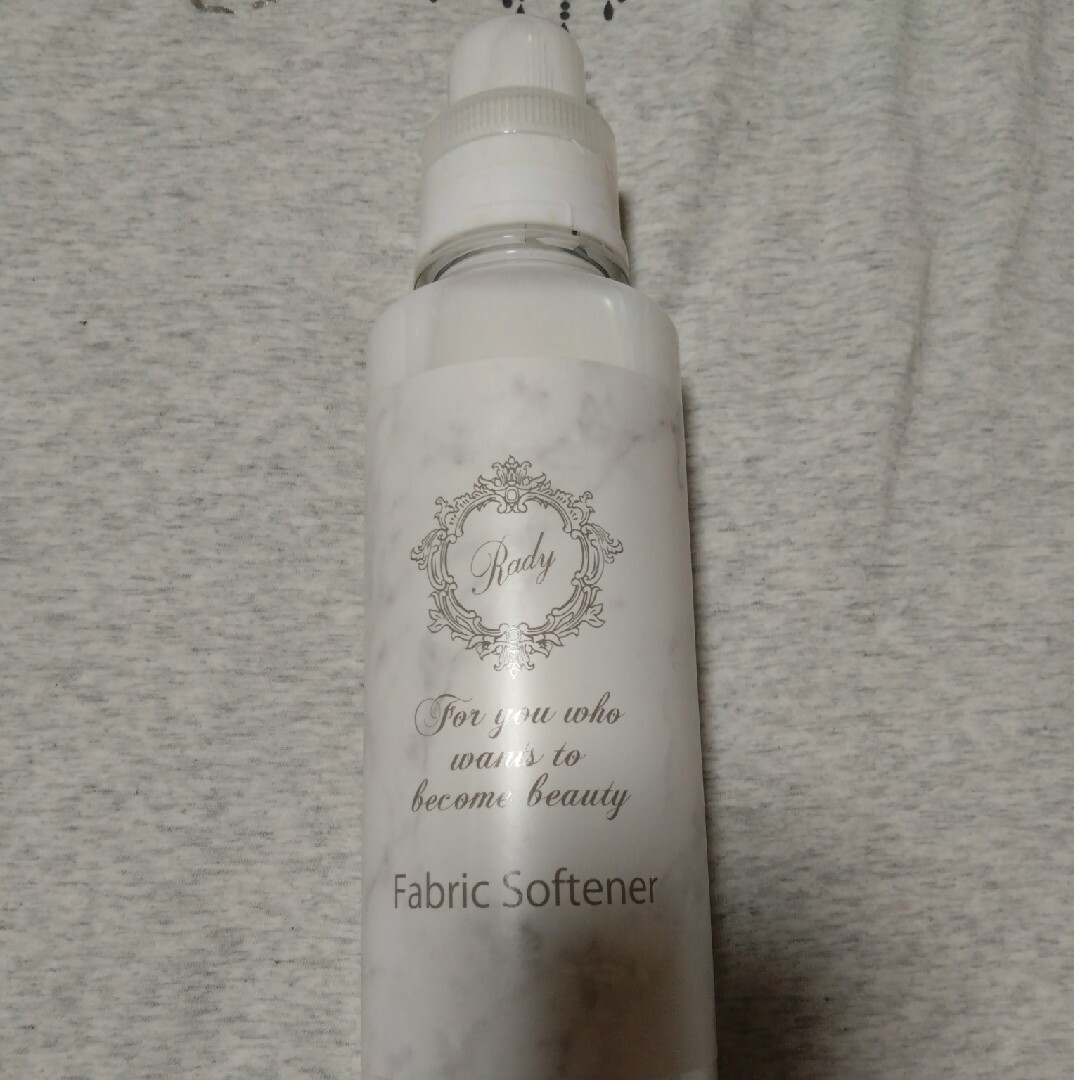 Rady
For you who
wants to
become beauty
Fabric Softener